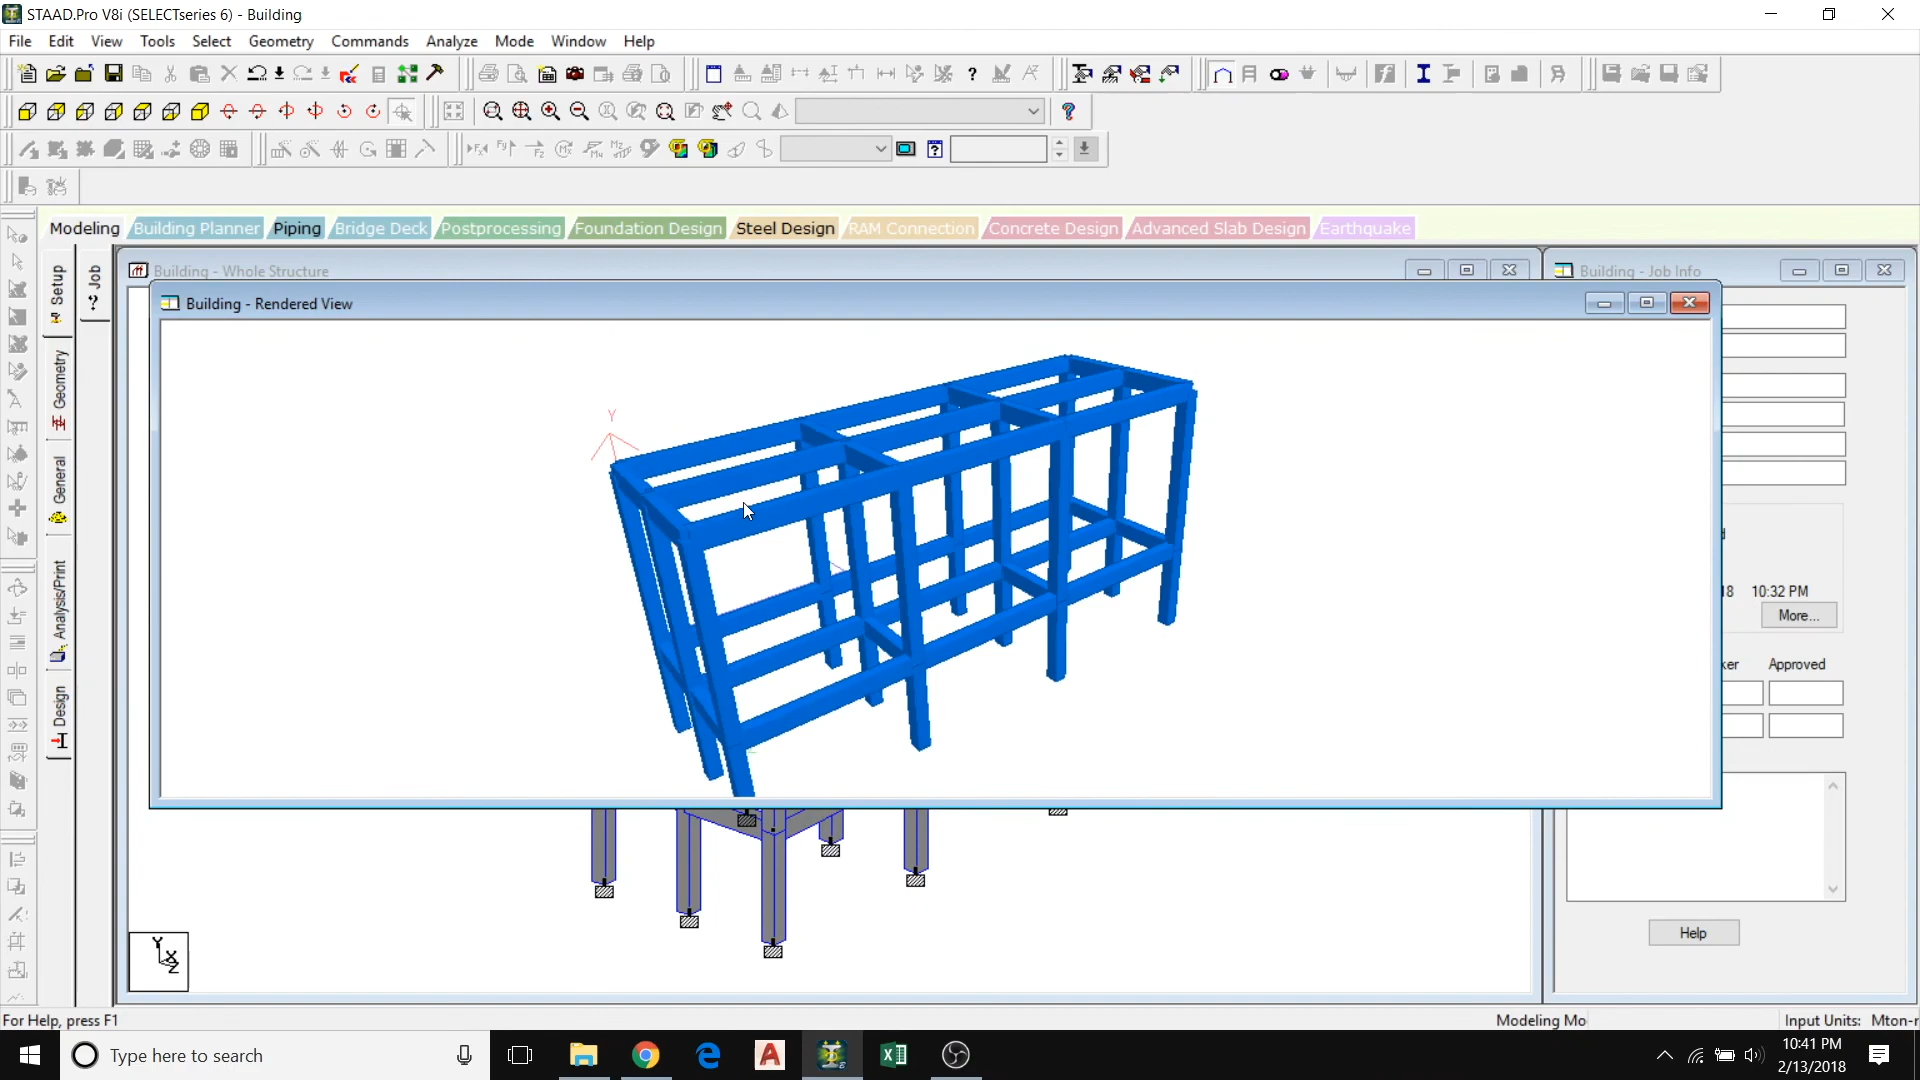 STAAD.Pro V8i (SELECTseries 6) - Building
File Edit View Tools Select Geometry Commands Analyze Mode Window Help
Modeling Building Planner Piping Bridge Deck Postprocessing Foundation Design Steel Design RAM Connection Concrete Design Advanced Slab Design Earthquake
Setup
Job
Geometry
General
Analysis/Print
Design
Building - Whole Structure
Building - Job Info
Building - Rendered View
Y
18 10:32 PM
More...
ker Approved
Help
Y
X
Z
For Help, press F1
Modeling Mo
Input Units: Mton-r
Type here to search
10:41 PM
2/13/2018